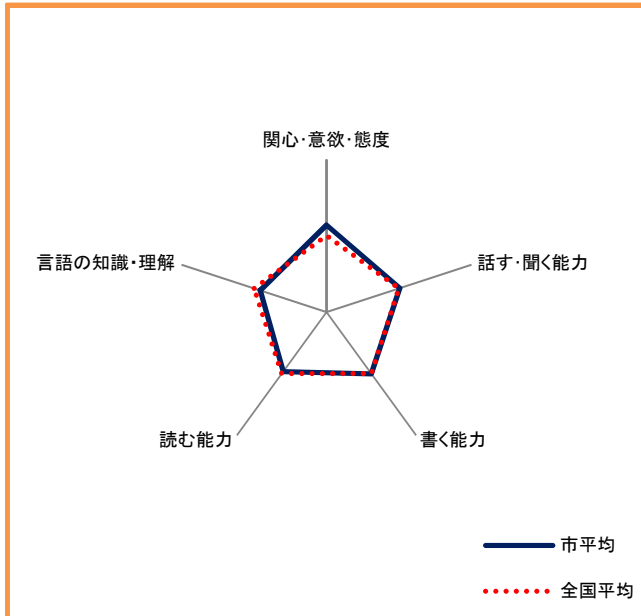 関心・意欲・態度
言語の知識・理解
話す・聞く能力
読む能力
書く能力
市平均
全国平均